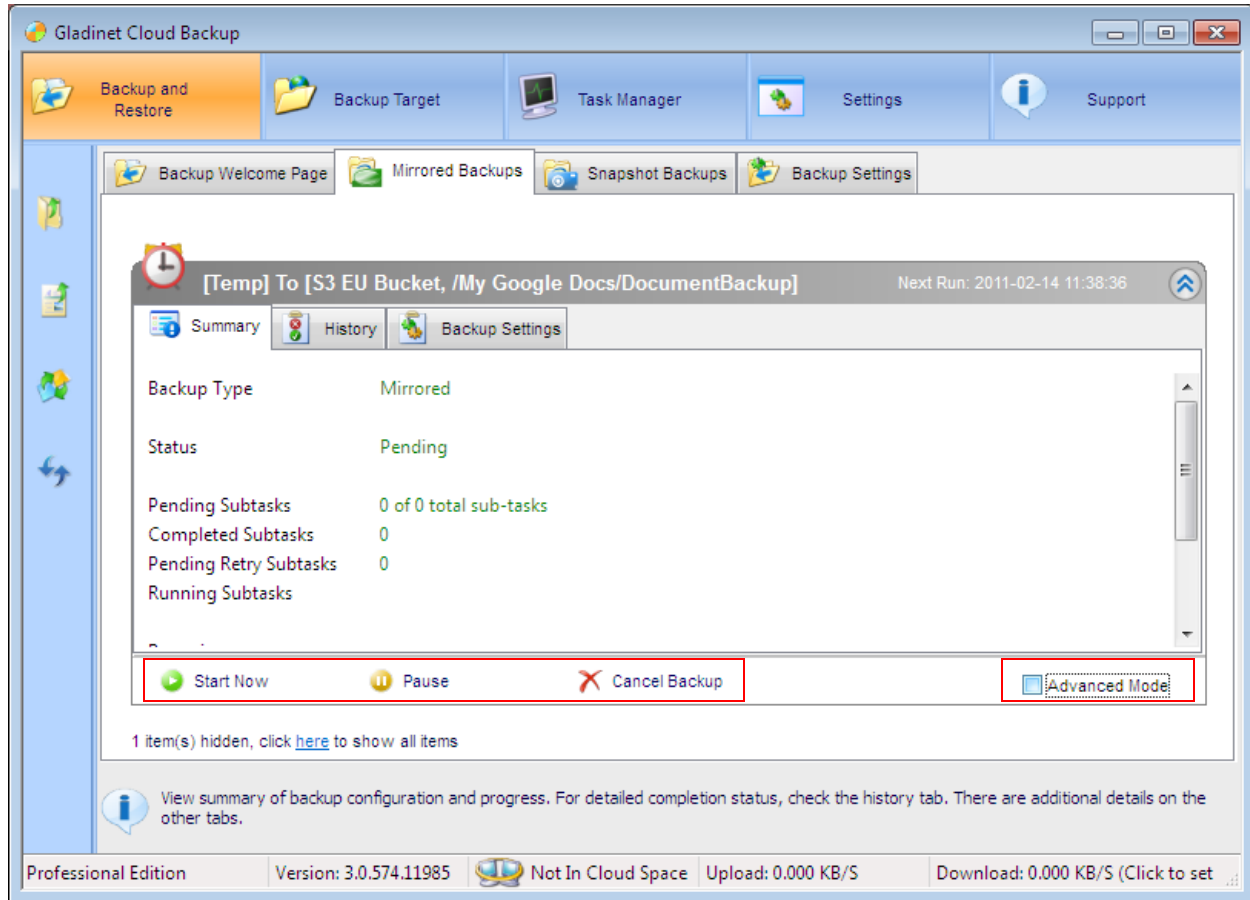 Gladinet Cloud Backup
Backup and
Restore
Backup Target
Task Manager
Settings
Support
Backup Welcome Page
Mirrored Backups
Snapshot Backups
Backup Settings
[Temp] To [S3 EU Bucket, /My Google Docs/DocumentBackup]
Next Run: 2011-02-14 11:38:36
Summary
History
Backup Settings
Backup Type Mirrored
Status Pending
Pending Subtasks 0 of 0 total sub-tasks
Completed Subtasks 0
Pending Retry Subtasks 0
Running Subtasks
Start Now
Pause
Cancel Backup
Advanced Mode
1 item(s) hidden, click here to show all items
View summary of backup configuration and progress. For detailed completion status, check the history tab. There are additional details on the
other tabs.
Professional Edition
Version: 3.0.574.11985
Not In Cloud Space
Upload: 0.000 KB/S
Download: 0.000 KB/S (Click to set